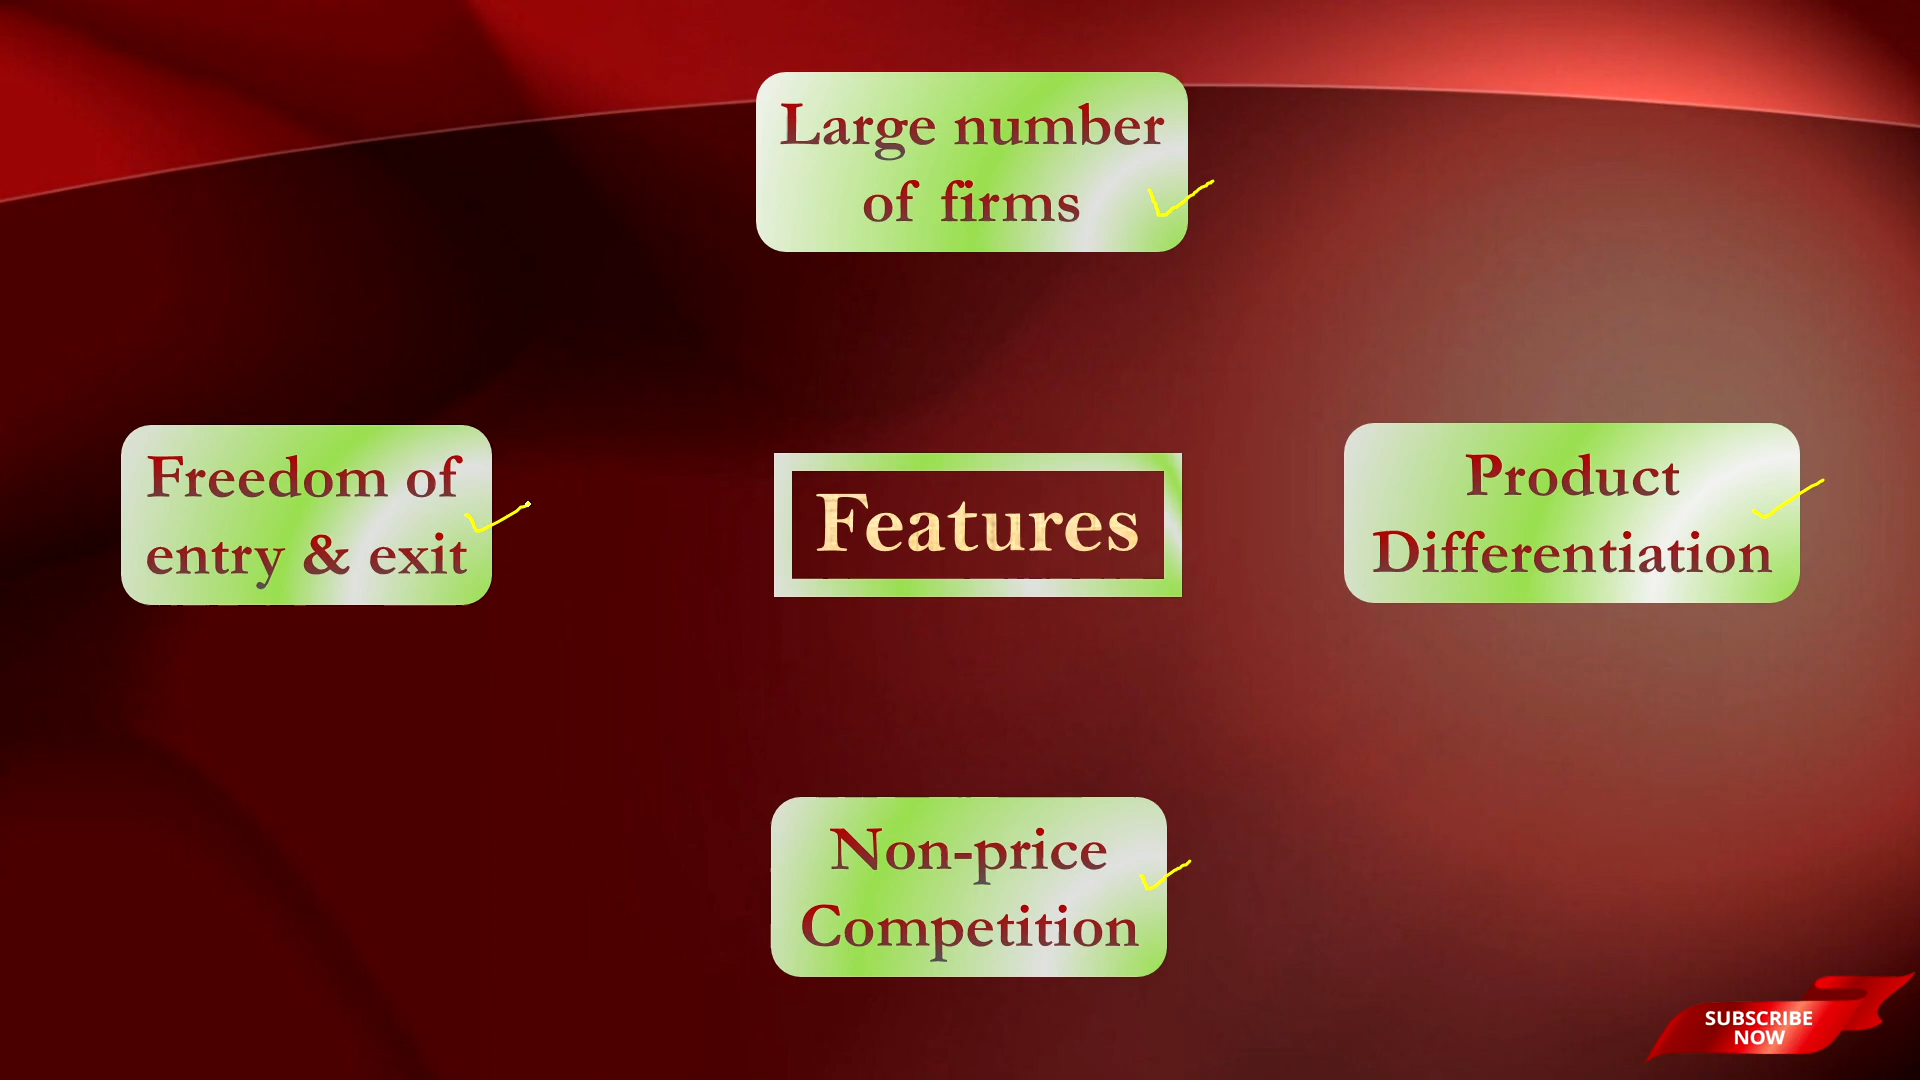 Large number
of firms
Freedom of
entry & exit
Features
Product
Differentiation
Non-price
Competition
SUBSCRIBE
NOW